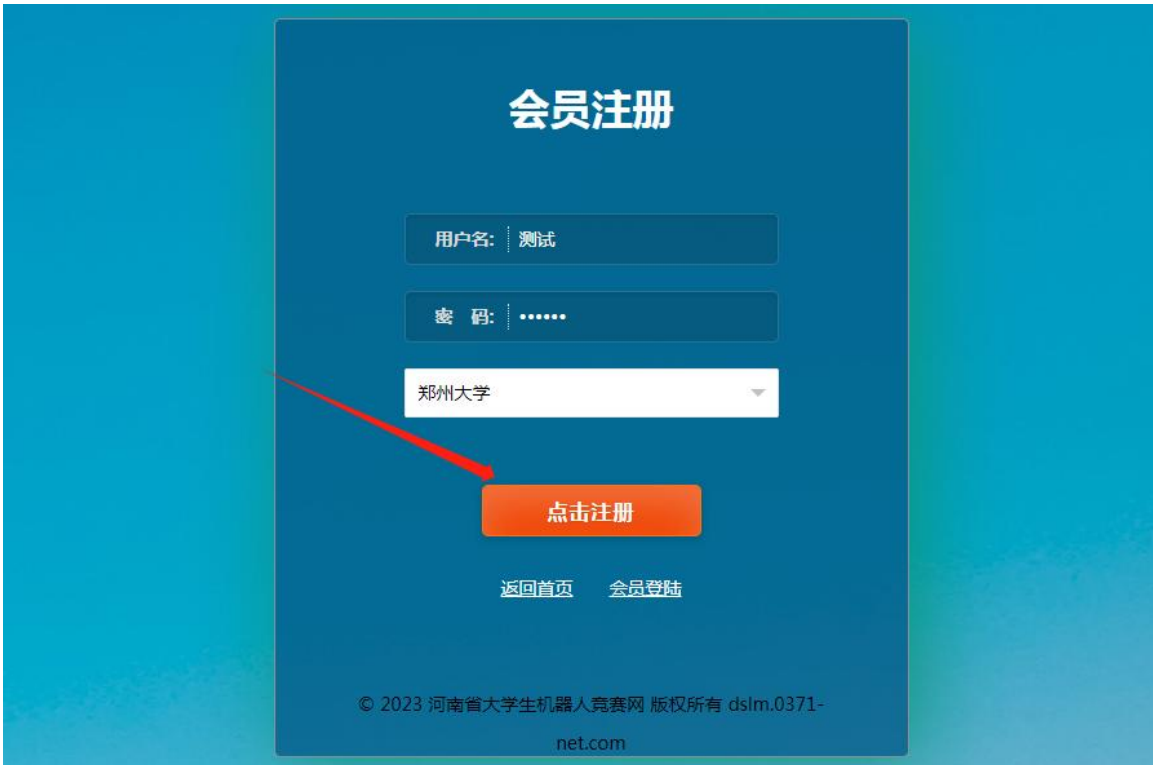 会员注册
用户名: 测试
密 码: ••••••
郑州大学
点击注册
返回首页 会员登陆
© 2023 河南省大学生机器人竞赛网 版权所有 dslm.0371-
net.com